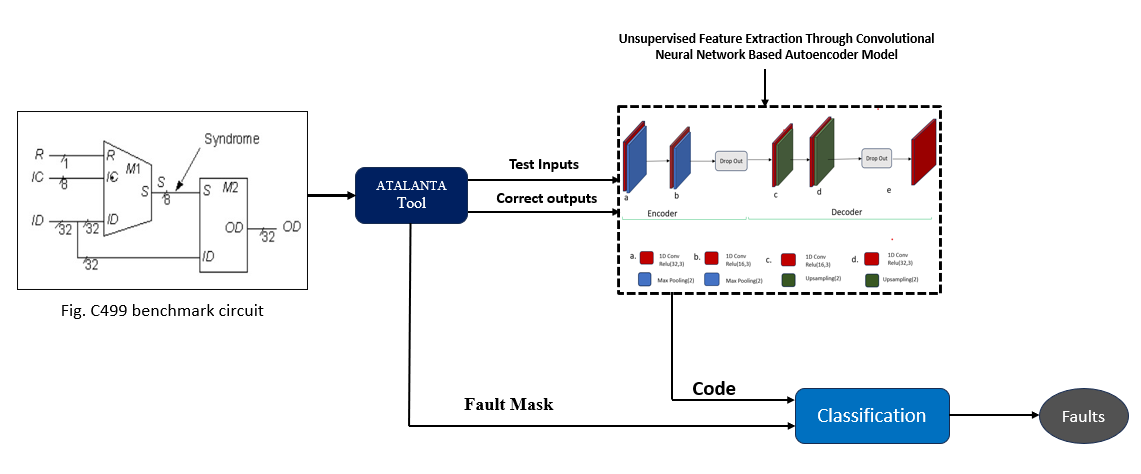 Unsupervised Feature Extraction Through Convolutional
Neural Network Based Autoencoder Model
Syndrome
R
1
R
M1
IC
8
IC
S
S
8
S
M2
ID
32
32
ID
OD
32
OD
32
ID
Fig. C499 benchmark circuit
ATALANTA
Tool
Test Inputs
Correct outputs
Drop Out
Drop Out
a
b
c
d
e
Encoder
Decoder
a.
1D Conv
Relu(32,3)
Max Pooling(2)
b.
1D Conv
Relu(16,3)
Max Pooling(2)
c.
1D Conv
Relu(16,3)
Upsampling(2)
d.
1D Conv
Relu(32,3)
Upsampling(2)
Code
Fault Mask
Classification
Faults